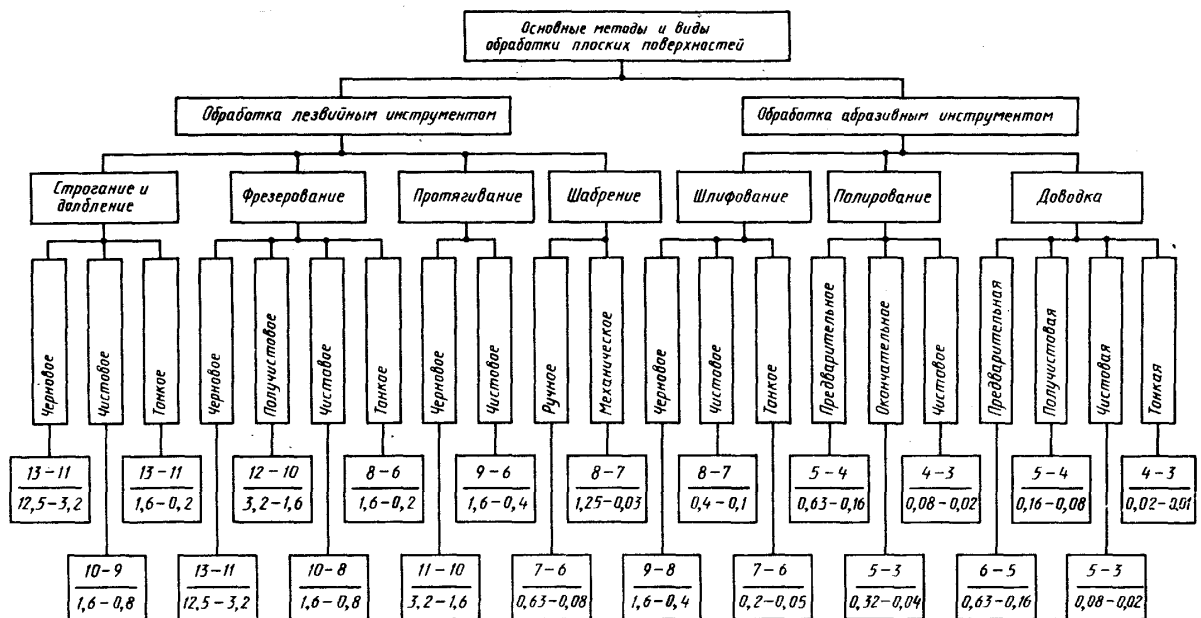 Основные методы и виды
обработки плоских поверхностей
Обработка лезвийным инструментом
Обработка абразивным инструментом
Строгание и
долбление
Фрезерование
Протягивание
Шабрение
Шлифование
Полирование
Доводка
Черновое
Чистовое
Тонкое
Черновое
Получистовое
Чистовое
Тонкое
Черновое
Чистовое
Ручное
Механическое
Черновое
Чистовое
Тонкое
Предварительное
Окончательное
Чистовое
Предварительная
Получистовая
Чистовая
Тонкая
13–11
12,5–3,2
13–11
1,6–0,2
12–10
3,2–1,6
8–6
1,6–0,2
9–6
1,6–0,4
8–7
1,25–0,03
8–7
0,4–0,1
5–4
0,63–0,16
4–3
0,08–0,02
5–4
0,16–0,08
4–3
0,02–0,01
10–9
1,6–0,8
13–11
12,5–3,2
10–8
1,6–0,8
11–10
3,2–1,6
7–6
0,63–0,08
9–8
1,6–0,4
7–6
0,2–0,05
5–3
0,32–0,04
6–5
0,63–0,16
5–3
0,08–0,02